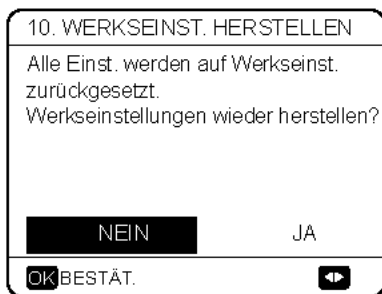 10. WERKSEINST. HERSTELLEN
Alle Einst. werden auf Werkseinst.
zurückgesetzt.
Werkseinstellungen wieder herstellen?
NEIN JA
OK BESTÄT.